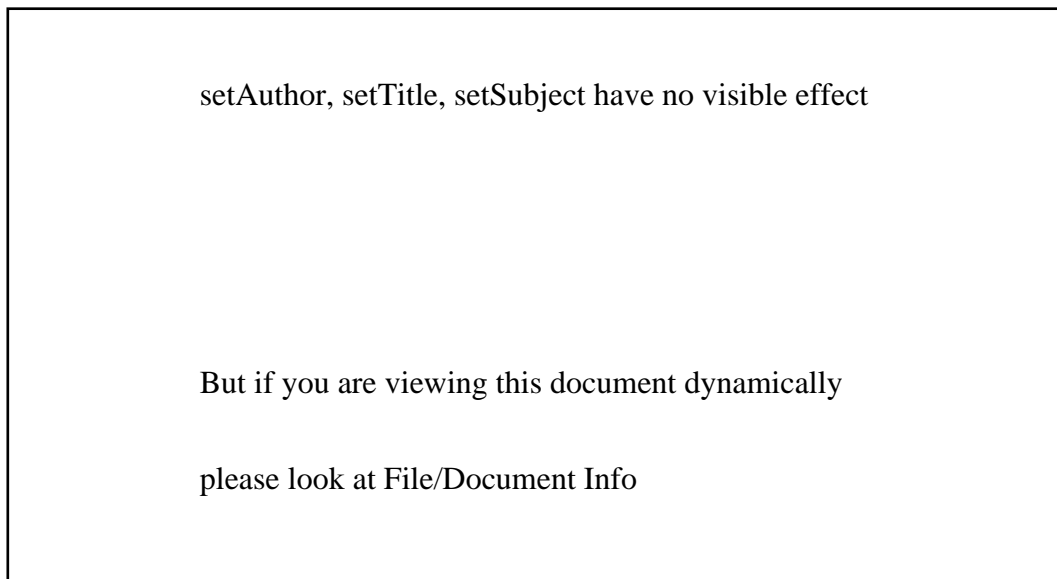 setAuthor, setTitle, setSubject have no visible effect
But if you are viewing this document dynamically
please look at File/Document Info